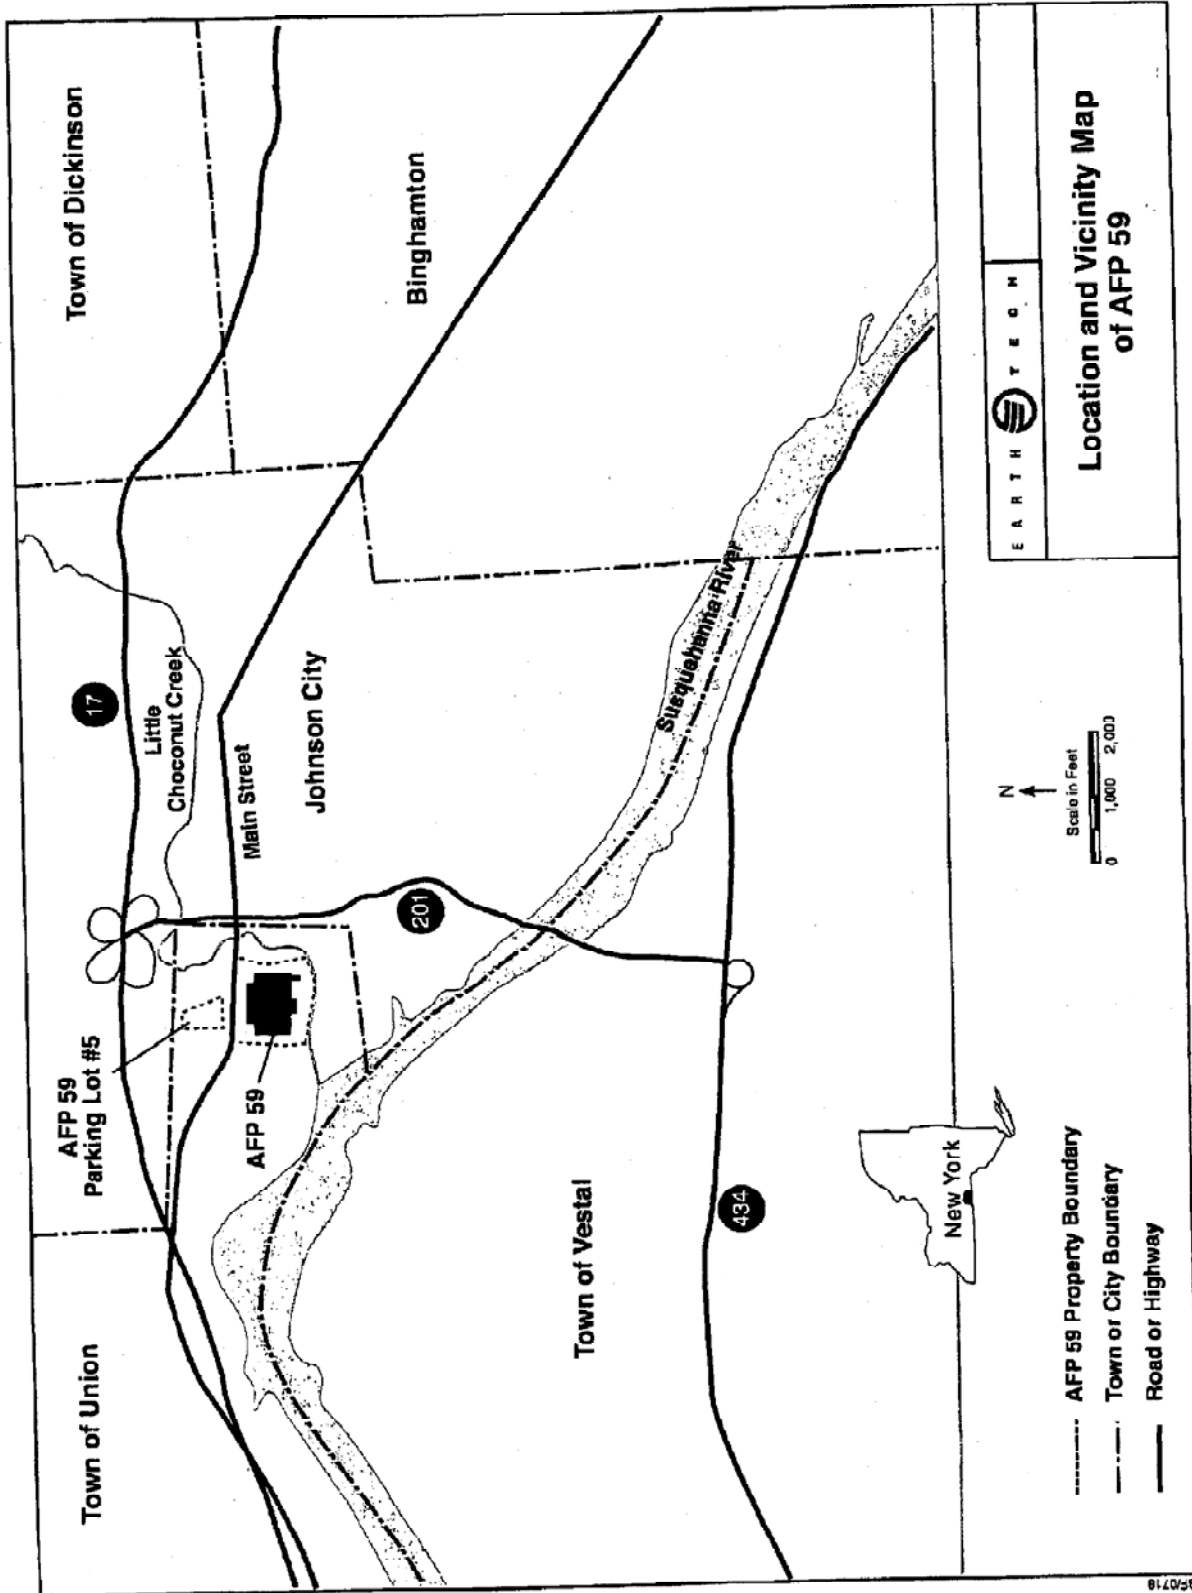 Town of Union
Town of Dickinson
AFP 59
Parking Lot #5
17
Little
Choconut Creek
Main Street
AFP 59
Johnson City
Binghamton
201
Susquehanna River
Town of Vestal
434
New York
N
Scale in Feet
0 1,000 2,000
AFP 59 Property Boundary
Town or City Boundary
Road or Highway
EARTH TECH
Location and Vicinity Map
of AFP 59